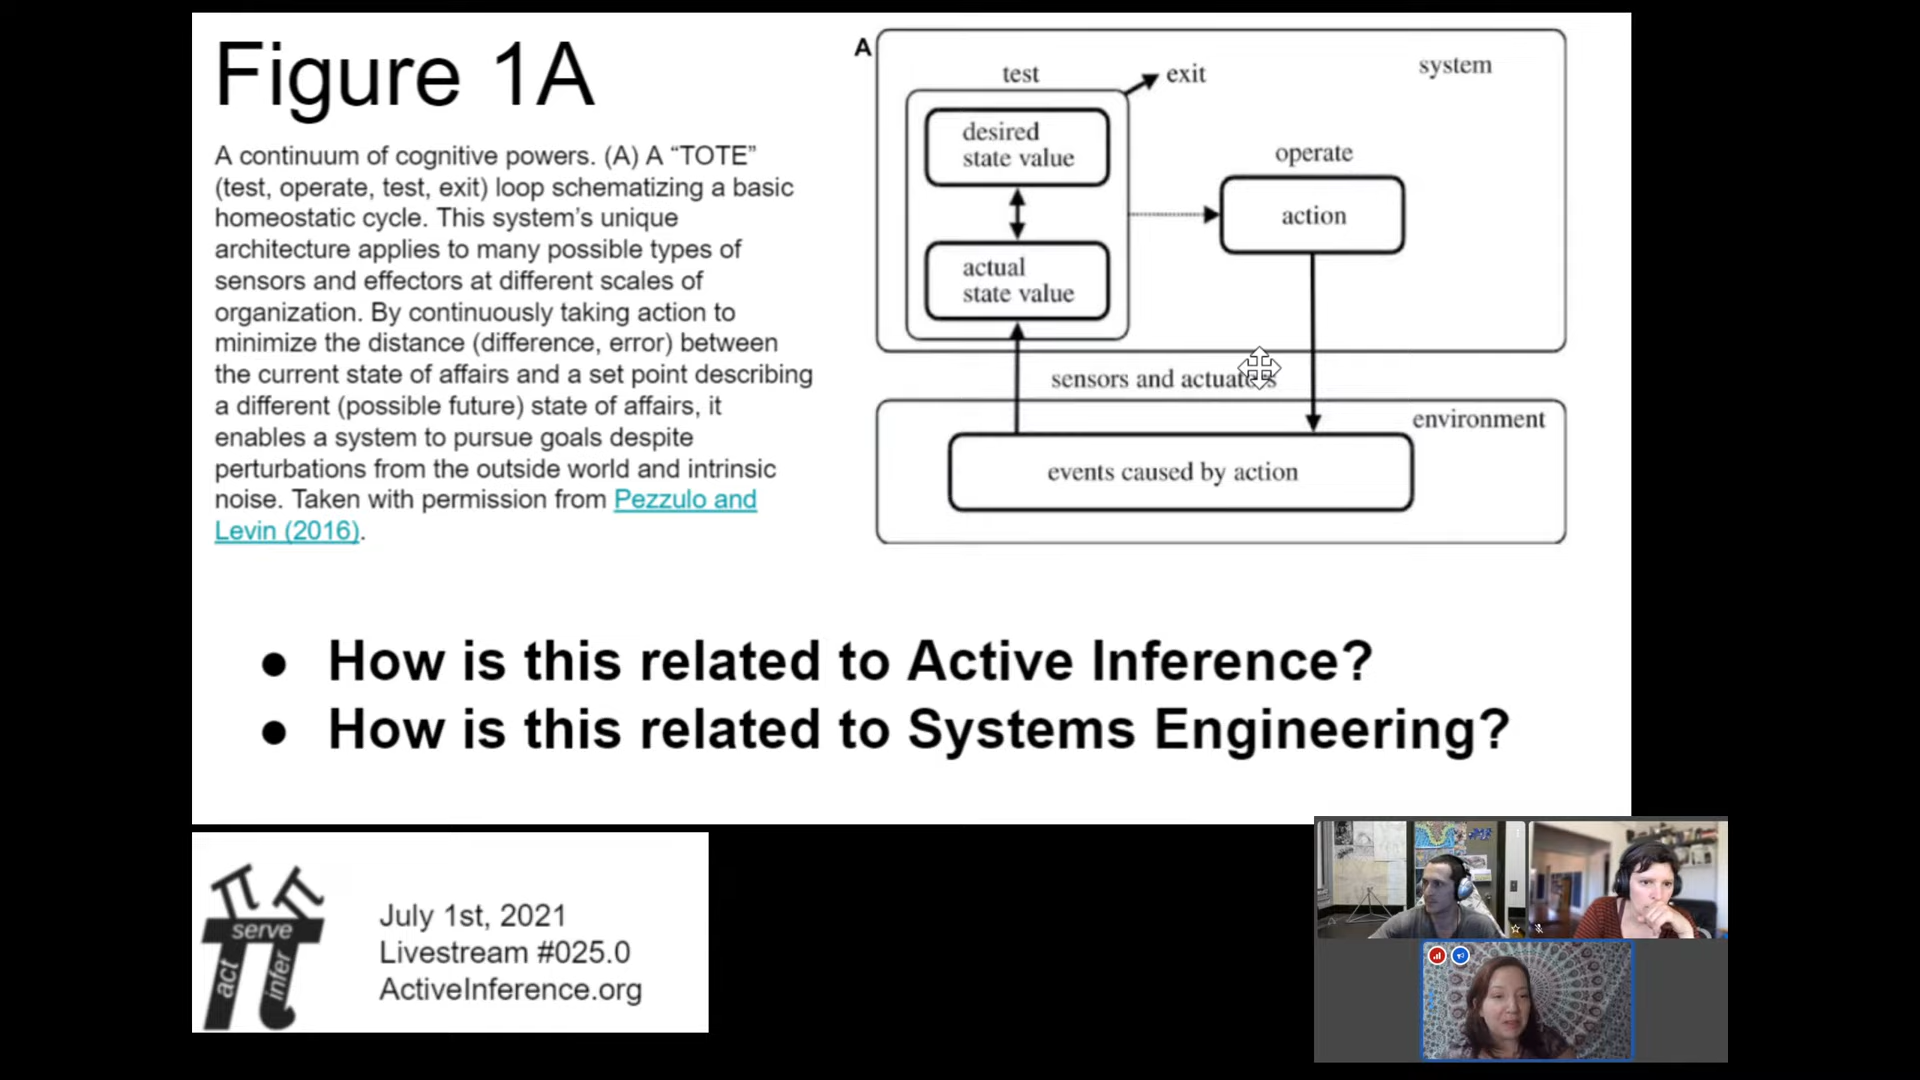 Figure 1A
A continuum of cognitive powers. (A) A “TOTE”
(test, operate, test, exit) loop schematizing a basic
homeostatic cycle. This system’s unique
architecture applies to many possible types of
sensors and effectors at different scales of
organization. By continuously taking action to
minimize the distance (difference, error) between
the current state of affairs and a set point describing
a different (possible future) state of affairs, it
enables a system to pursue goals despite
perturbations from the outside world and intrinsic
noise. Taken with permission from Pezzulo and
Levin (2016).
A
system
test
exit
desired
state value
operate
action
actual
state value
sensors and actuators
environment
events caused by action
● How is this related to Active Inference?
● How is this related to Systems Engineering?
serve
act
infer
July 1st, 2021
Livestream #025.0
ActiveInference.org